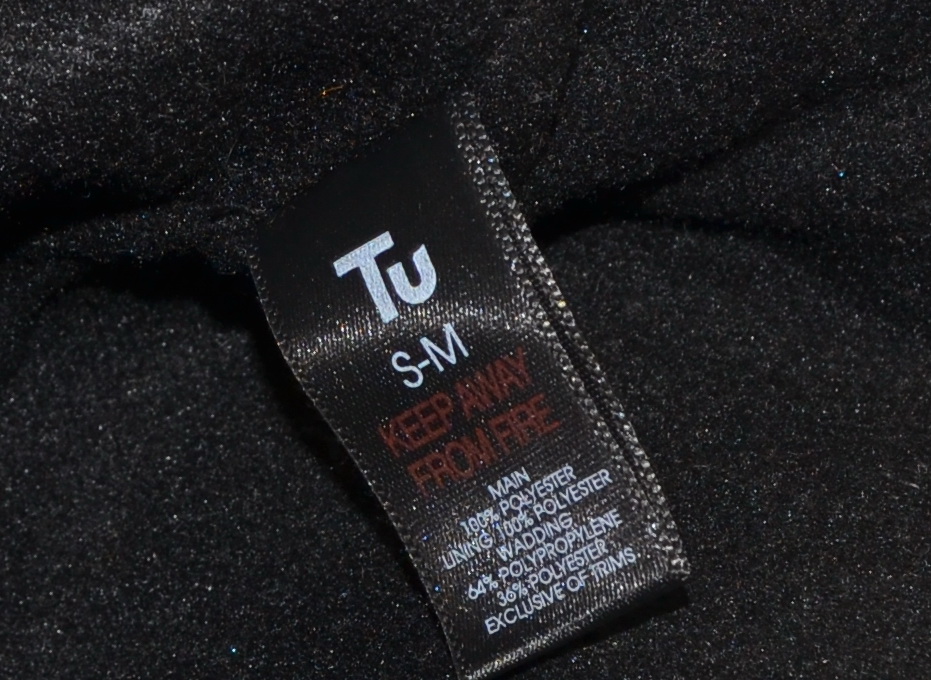 Tu
S-M
KEEP AWAY
FROM FIRE
MAIN
100% POLYESTER
LINING 100% POLYESTER
WADDING
64% POLYPROPYLENE
36% POLYESTER
EXCLUSIVE OF TRIMS